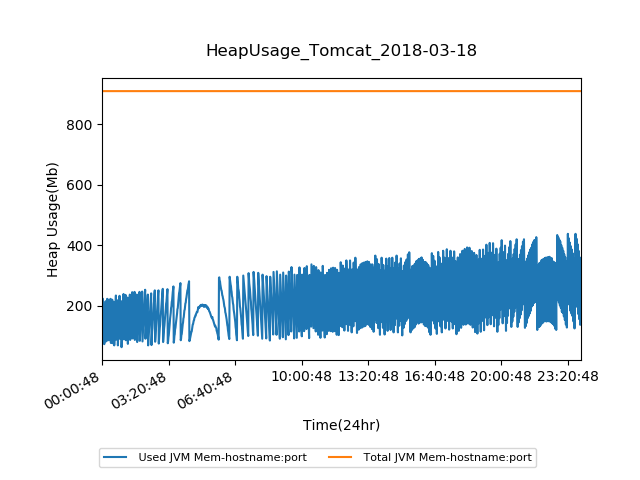 HeapUsage_Tomcat_2018-03-18
Heap Usage(Mb)
800
600
400
200
00:00:48 03:20:48 06:40:48 10:00:48 13:20:48 16:40:48 20:00:48 23:20:48
Time(24hr)
Used JVM Mem-hostname:port Total JVM Mem-hostname:port